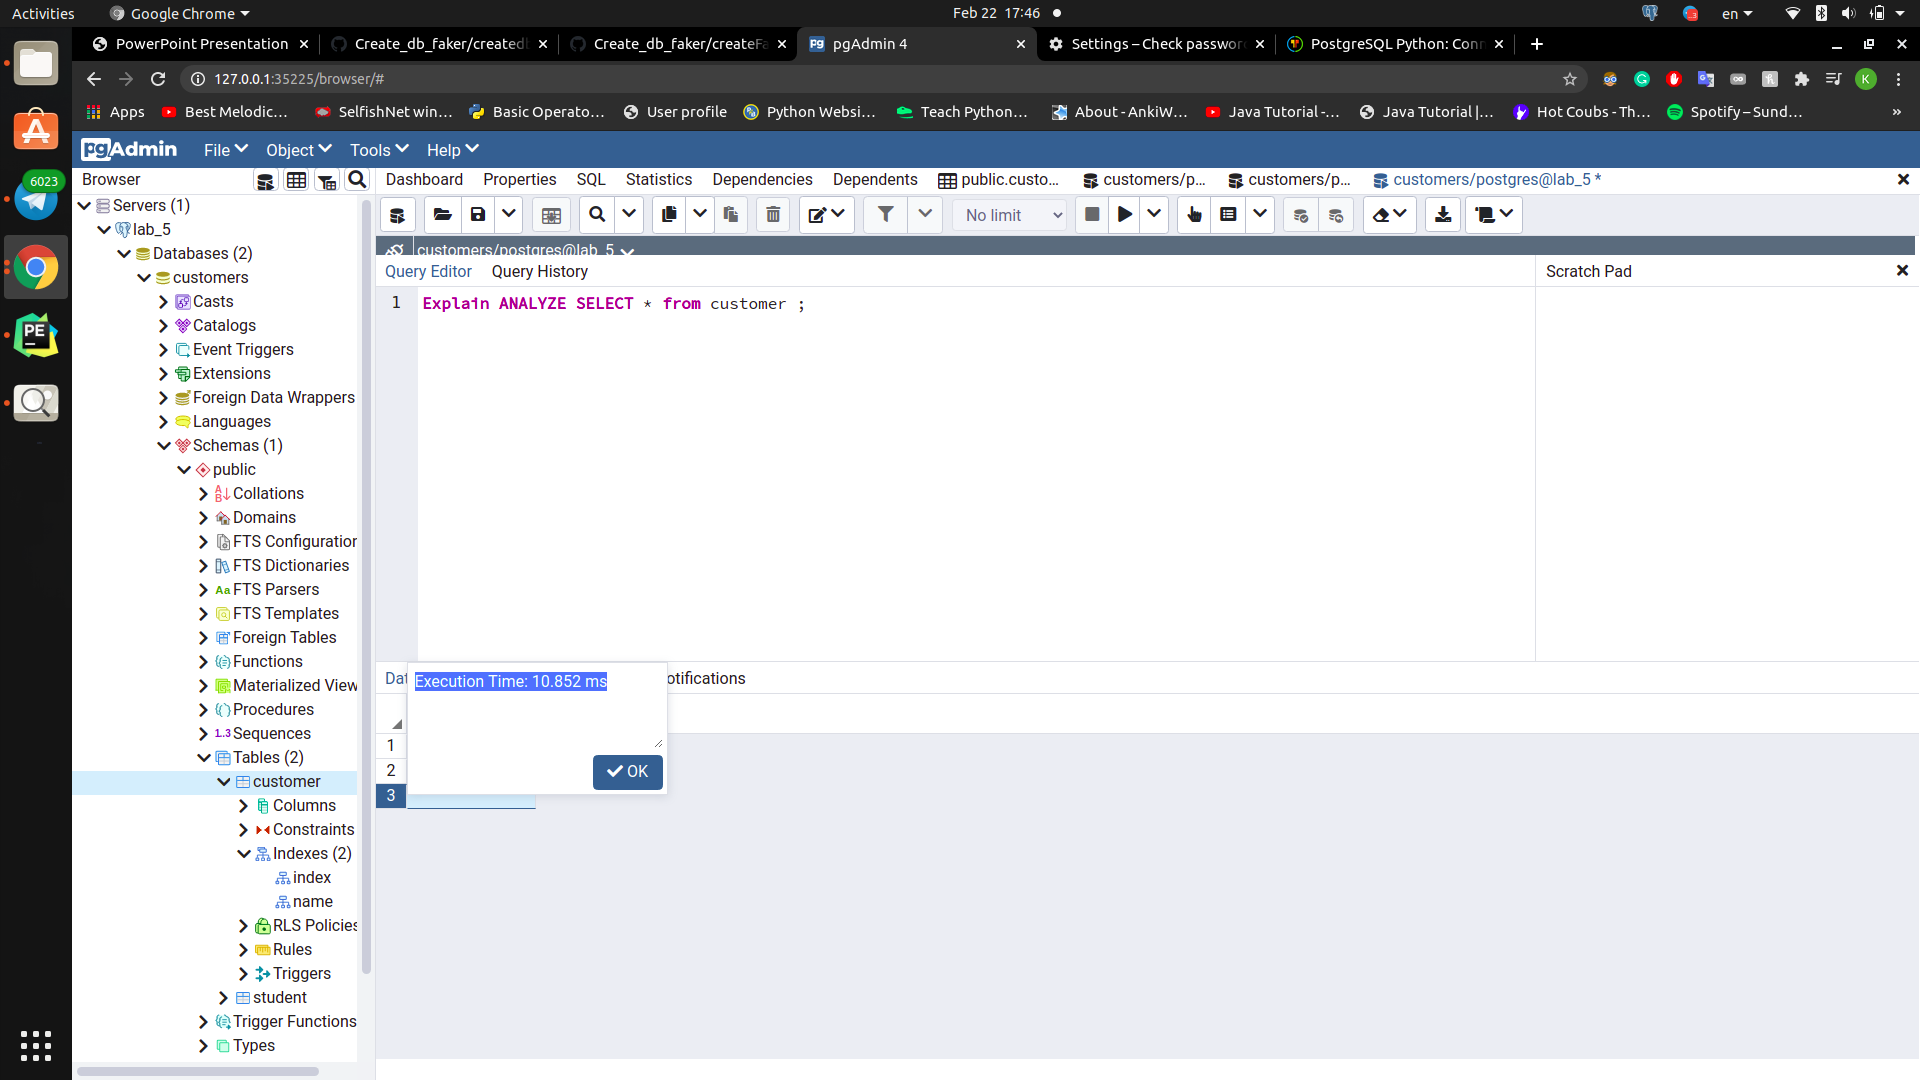 Activities Google Chrome Feb 22 17:46 en
PowerPoint Presentation Create_db_faker/createdb Create_db_faker/createFa pgAdmin 4 Settings – Check password PostgreSQL Python: Conn
127.0.0.1:35225/browser/#
Apps Best Melodic... SelfishNet win... Basic Operato... User profile Python Websi... Teach Python... About - AnkiW... Java Tutorial -... Java Tutorial |... Hot Coubs - Th... Spotify – Sund... »
pgAdmin File Object Tools Help
Browser Dashboard Properties SQL Statistics Dependencies Dependents public.custo... customers/p... customers/p... customers/postgres@lab_5 *
No limit
customers/postgres@lab_5
Query Editor Query History Scratch Pad
1 Explain ANALYZE SELECT * from customer ;
6023
Servers (1)
lab_5
Databases (2)
customers
Casts
Catalogs
Event Triggers
Extensions
Foreign Data Wrappers
Languages
Schemas (1)
public
Collations
Domains
FTS Configuration
FTS Dictionaries
Aa FTS Parsers
FTS Templates
Foreign Tables
Functions
Materialized View
Procedures
1..3 Sequences
Tables (2)
customer
Columns
Constraints
Indexes (2)
index
name
RLS Policies
Rules
Triggers
student
Trigger Functions
Types
Dat otifications
Execution Time: 10.852 ms
OK
1
2
3
PE
K